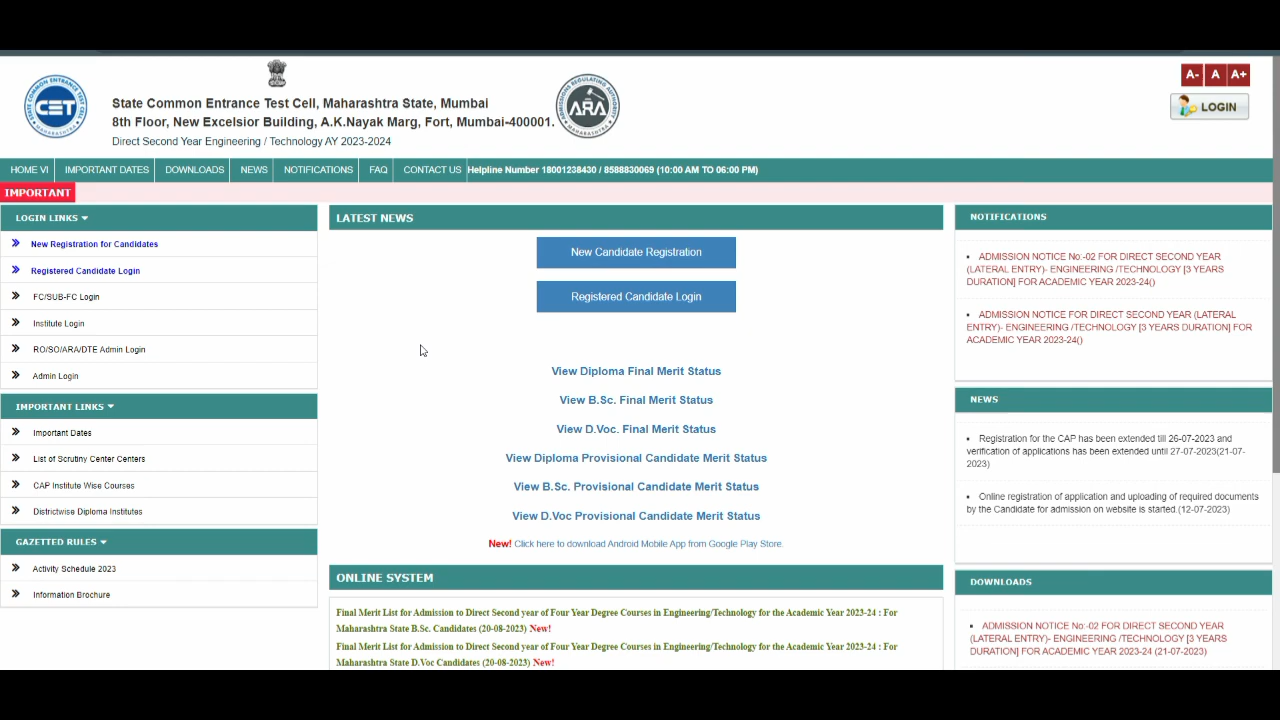 CET
State Common Entrance Test Cell, Maharashtra State, Mumbai
8th Floor, New Excelsior Building, A.K.Nayak Marg, Fort, Mumbai-400001.
Direct Second Year Engineering / Technology AY 2023-2024
ARA
A- A A+
LOGIN
HOME VI IMPORTANT DATES DOWNLOADS NEWS NOTIFICATIONS FAQ CONTACT US Helpline Number 18001238430 / 8588830069 (10:00 AM TO 06:00 PM)
IMPORTANT
LOGIN LINKS
New Registration for Candidates
Registered Candidate Login
FC/SUB-FC Login
Institute Login
RO/SO/ARA/DTE Admin Login
Admin Login
IMPORTANT LINKS
Important Dates
List of Scrutiny Center Centers
CAP Institute Wise Courses
Districtwise Diploma Institutes
GAZETTED RULES
Activity Schedule 2023
Information Brochure
LATEST NEWS
New Candidate Registration
Registered Candidate Login
View Diploma Final Merit Status
View B.Sc. Final Merit Status
View D.Voc. Final Merit Status
View Diploma Provisional Candidate Merit Status
View B.Sc. Provisional Candidate Merit Status
View D.Voc Provisional Candidate Merit Status
New! Click here to download Android Mobile App from Google Play Store.
ONLINE SYSTEM
Final Merit List for Admission to Direct Second year of Four Year Degree Courses in Engineering/Technology for the Academic Year 2023-24 : For
Maharashtra State B.Sc. Candidates (20-08-2023) New!
Final Merit List for Admission to Direct Second year of Four Year Degree Courses in Engineering/Technology for the Academic Year 2023-24 : For
Maharashtra State D.Voc Candidates (20-08-2023) New!
NOTIFICATIONS
ADMISSION NOTICE No:-02 FOR DIRECT SECOND YEAR
(LATERAL ENTRY)- ENGINEERING /TECHNOLOGY [3 YEARS
DURATION] FOR ACADEMIC YEAR 2023-24()
ADMISSION NOTICE FOR DIRECT SECOND YEAR (LATERAL
ENTRY)- ENGINEERING /TECHNOLOGY [3 YEARS DURATION] FOR
ACADEMIC YEAR 2023-24()
NEWS
Registration for the CAP has been extended till 26-07-2023 and
verification of applications has been extended until 27-07-2023(21-07-
2023)
Online registration of application and uploading of required documents
by the Candidate for admission on website is started.(12-07-2023)
DOWNLOADS
ADMISSION NOTICE No:-02 FOR DIRECT SECOND YEAR
(LATERAL ENTRY)- ENGINEERING /TECHNOLOGY [3 YEARS
DURATION] FOR ACADEMIC YEAR 2023-24 (21-07-2023)